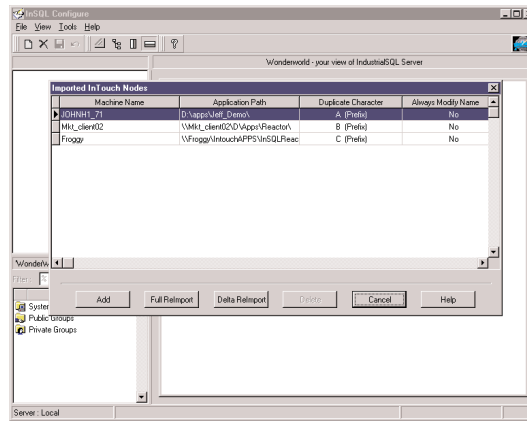 InSQL Configure
File View Tools Help
Wonderworld - your view of IndustrialSQL Server
Imported InTouch Nodes
Machine Name Application Path Duplicate Character Always Modify Name
JOHNH1_71 D:\apps\Jeff_Demo\ A (Prefix) No
Mkt_client02 \\Mkt_client02\D\Apps\Reactor\ B (Prefix) No
Froggy \\Froggy\IntouchAPPS\InSQLReac C (Prefix) No
'Wonderw
Filter: %
Add Full ReImport Delta ReImport Delete Cancel Help
System
Public Groups
Private Groups
Server : Local